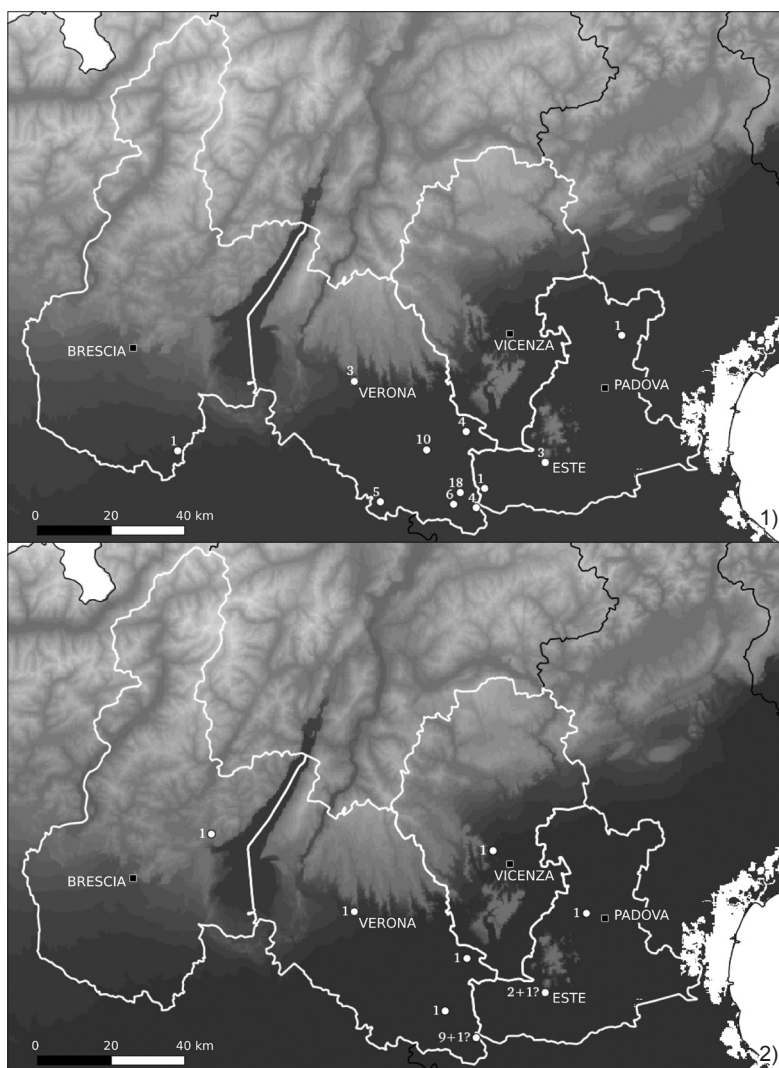 1
VICENZA
BRESCIA
PADOVA
3
VERONA
4
10
1
3
ESTE
18
1
5
6
4
0 20 40 km
1)
1
1
VICENZA
BRESCIA
1
VERONA
1
PADOVA
1
2+1?
ESTE
1
9+1?
0 20 40 km
2)